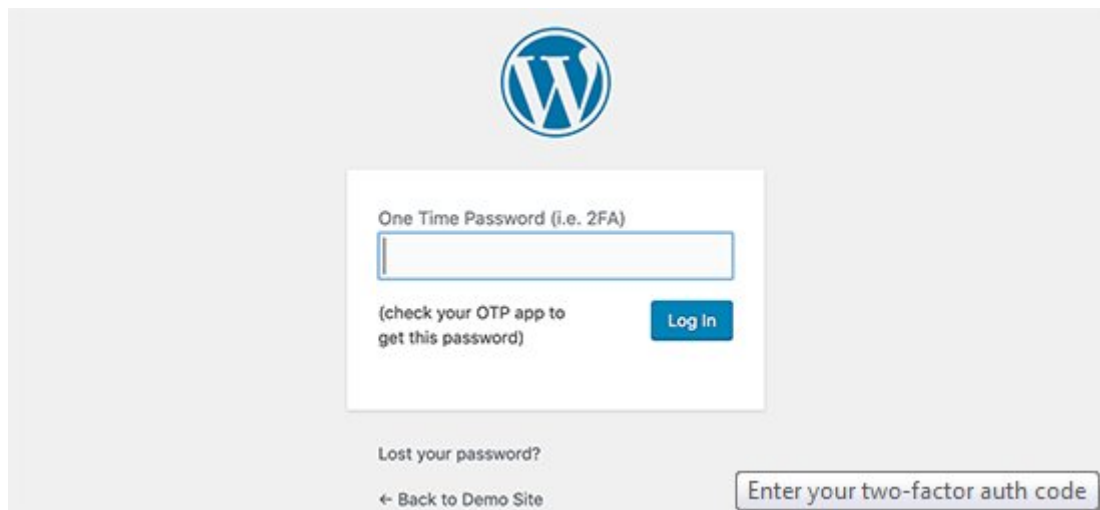 One Time Password (i.e. 2FA)
(check your OTP app to
get this password)
Log In
Lost your password?
← Back to Demo Site
Enter your two-factor auth code